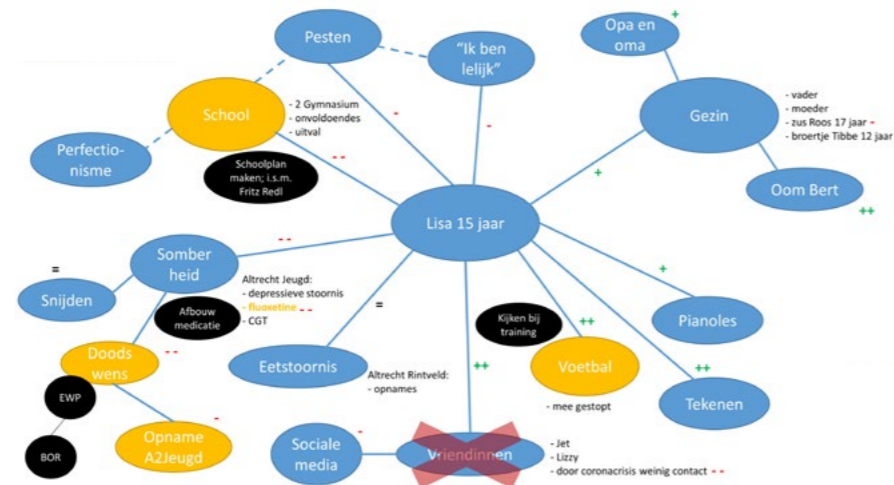 Pesten
"Ik ben
lelijk"
Opa en
oma
+
School
- 2 Gymnasium
- onvoldoendes
- uitval
-
-
Gezin
- vader
- moeder
- zus Roos 17 jaar -
- broertje Tibbe 12 jaar
Perfectio-
nisme
Schoolplan
maken; i.s.m.
Fritz Redl
- -
+
Oom Bert
++
Lisa 15 jaar
Somber
heid
- -
=
Snijden
Altrecht Jeugd:
- depressieve stoornis
- fluoxetine - -
- CGT
Afbouw
medicatie
=
+
Pianoles
Kijken bij
training
++
Voetbal
- mee gestopt
++
Tekenen
Doods
wens
- -
Eetstoornis
Altrecht Rintveld:
- opnames
++
EWP
BOR
Opname
A2Jeugd
-
Sociale
media
-
Vriendinnen
- Jet
- Lizzy
- door coronacrisis weinig contact - -